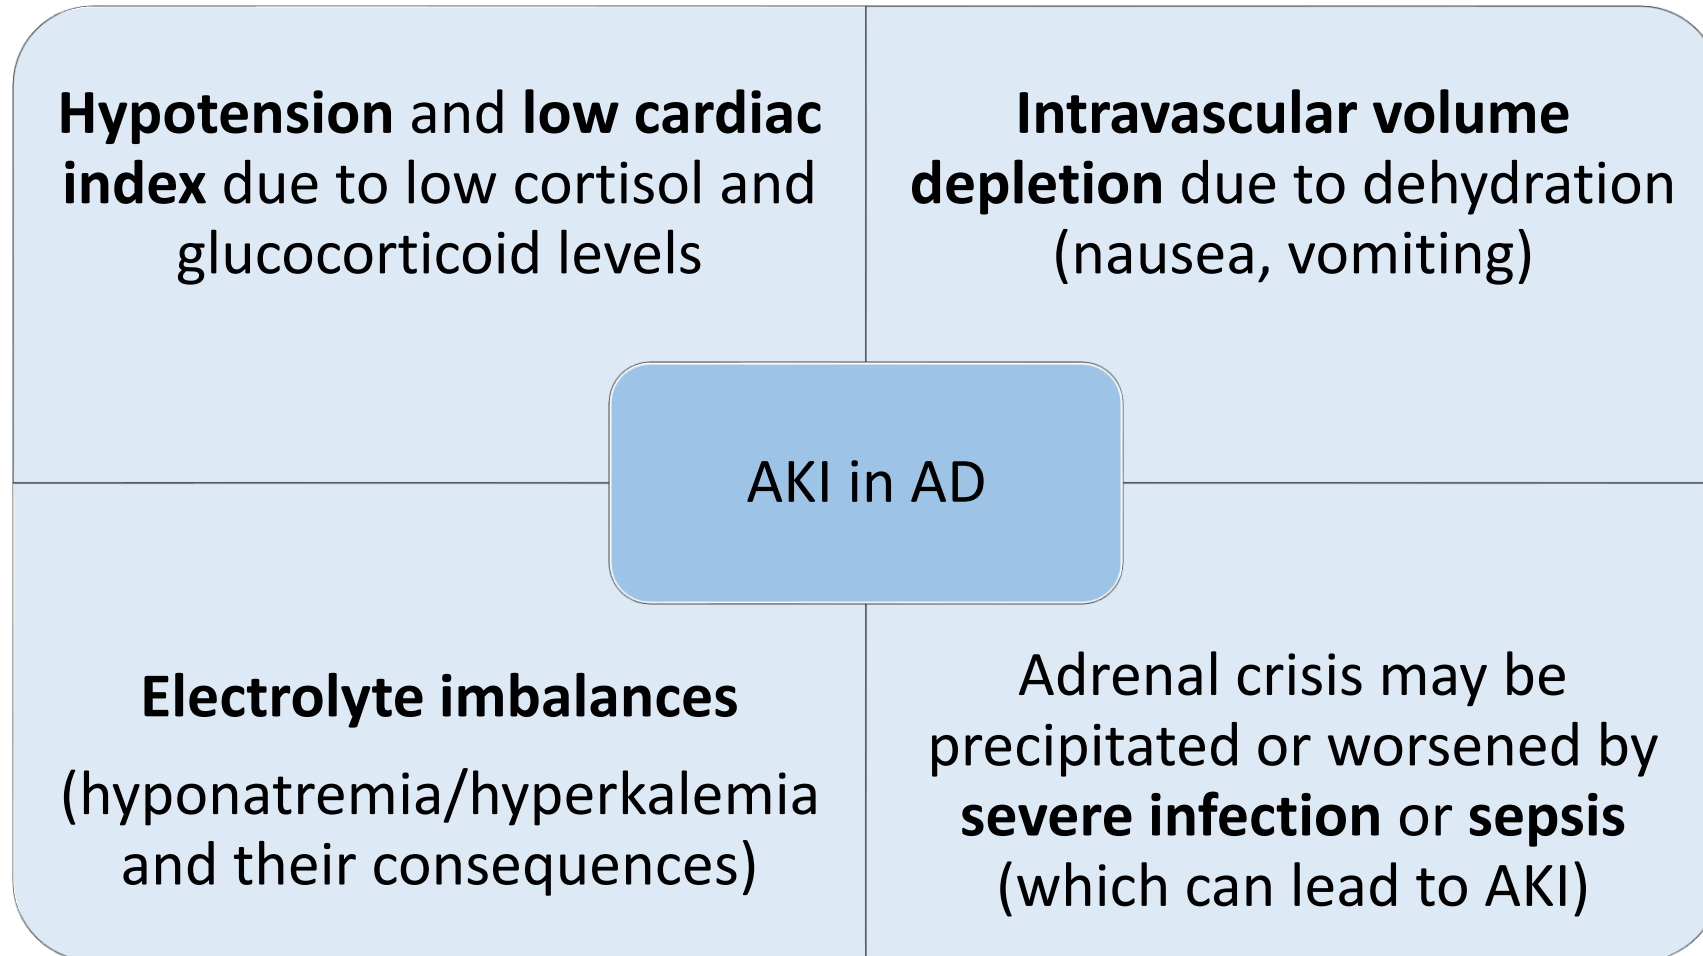 Hypotension and low cardiac
index due to low cortisol and
glucocorticoid levels
Intravascular volume
depletion due to dehydration
(nausea, vomiting)
AKI in AD
Electrolyte imbalances
(hyponatremia/hyperkalemia
and their consequences)
Adrenal crisis may be
precipitated or worsened by
severe infection or sepsis
(which can lead to AKI)